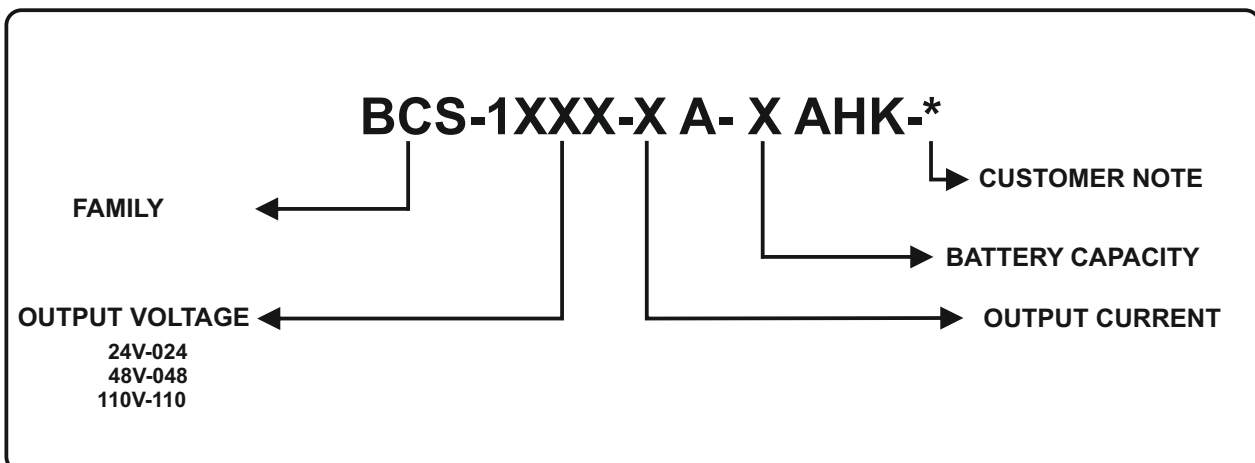 BCS-1XXX-X A- X AHK-*
CUSTOMER NOTE
FAMILY
BATTERY CAPACITY
OUTPUT VOLTAGE
OUTPUT CURRENT
24V-024
48V-048
110V-110